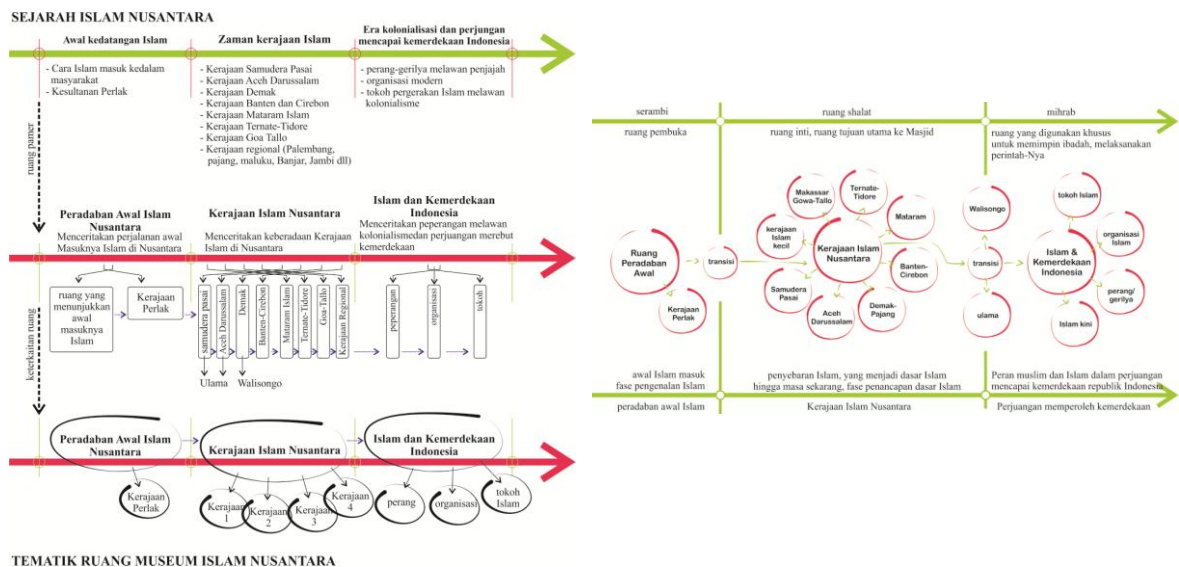 SEJARAH ISLAM NUSANTARA
Awal kedatangan Islam
- Cara Islam masuk kedalam
masyarakat
- Kesultanan Perlak
Zaman kerajaan Islam
- Kerajaan Samudera Pasai
- Kerajaan Aceh Darussalam
- Kerajaan Demak
- Kerajaan Banten dan Cirebon
- Kerajaan Mataram Islam
- Kerajaan Ternate-Tidore
- Kerajaan Goa Tallo
- Kerajaan regional (Palembang,
pajang, maluku, Banjar, Jambi dll)
Era kolonialisasi dan perjungan
mencapai kemerdekaan Indonesia
- perang-gerilya melawan penjajah
- organisasi modern
- tokoh pergerakan Islam melawan
kolonialisme
ruang pamer
Peradaban Awal Islam
Nusantara
Menceritakan perjalanan awal
Masuknya Islam di Nusantara
Kerajaan Islam Nusantara
Menceritakan keberadaan Kerajaan
Islam di Nusantara
Islam dan Kemerdekaan
Indonesia
Menceritakan peperangan melawan
kolonialismedan perjuangan merebut
kemerdekaan
ruang yang
menunjukkan
awal
masuknya
Islam
Kerajaan
Perlak
samudera pasai
Aceh Darussalam
Demak
Banten-Cirebon
Mataram Islam
Ternate-Tidore
Goa-Tallo
Kerajaan Regional
peperangan
organisasi
tokoh
Ulama
Walisongo
keterkaitan ruang
Peradaban Awal Islam
Nusantara
Kerajaan Islam Nusantara
Islam dan Kemerdekaan
Indonesia
Kerajaan
Perlak
Kerajaan
1
Kerajaan
2
Kerajaan
3
Kerajaan
4
perang
organisasi
tokoh
Islam
TEMATIK RUANG MUSEUM ISLAM NUSANTARA
serambi
ruang shalat
mihrab
ruang pembuka
ruang inti, ruang tujuan utama ke Masjid
ruang yang digunakan khusus
untuk memimpin ibadah, melaksanakan
perintah-Nya
Ruang
Peradaban
Awal
Kerajaan
Perlak
transisi
Makassar
Gowa-Tallo
Ternate-
Tidore
Mataram
kerajaan
Islam
kecil
Kerajaan Islam
Nusantara
Banten-
Cirebon
Samudera
Pasai
Aceh
Darussalam
Demak-
Pajang
Walisongo
transisi
ulama
tokoh Islam
organisasi
Islam
Islam &
Kemerdekaan
Indonesia
perang/
gerilya
Islam kini
awal Islam masuk
fase pengenalan Islam
penyebaran Islam, yang menjadi dasar Islam
hingga masa sekarang, fase penancapan dasar Islam
Peran muslim dan Islam dalam perjuangan
mencapai kemerdekaan republik Indonesia
peradaban awal Islam
Kerajaan Islam Nusantara
Perjuangan memperoleh kemerdekaan